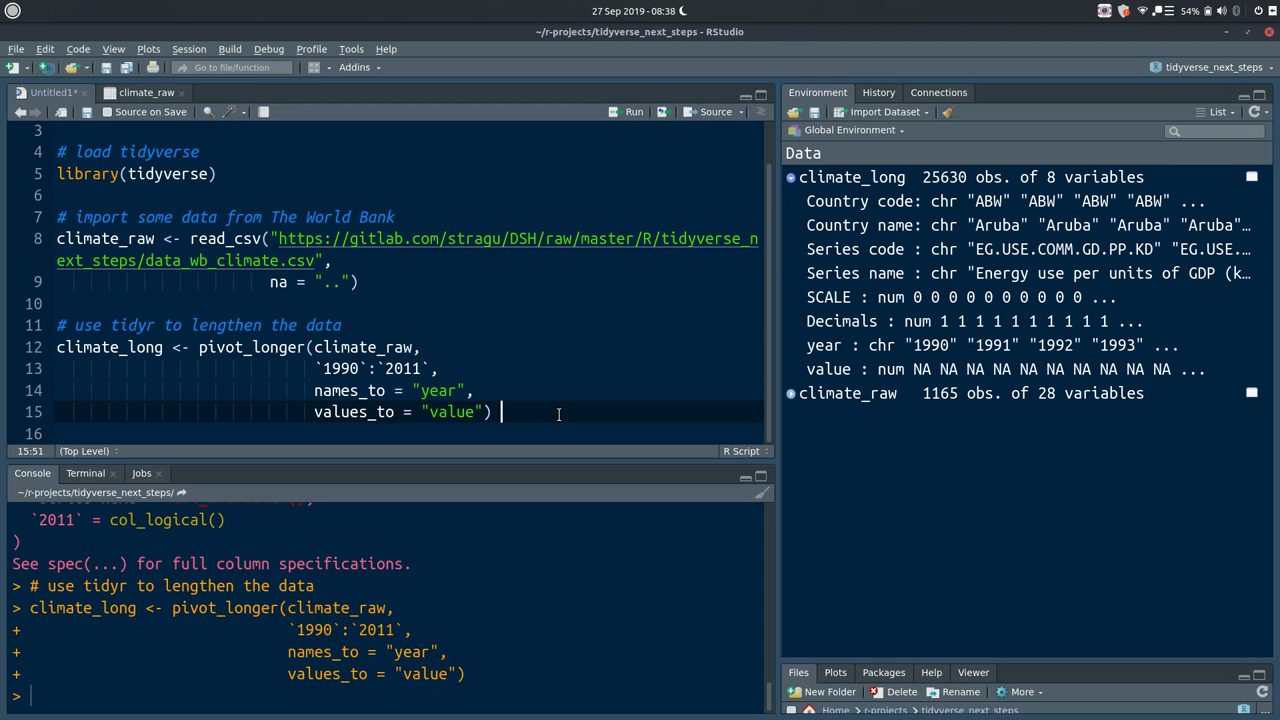 27 Sep 2019 - 08:38
54%
~/r-projects/tidyverse_next_steps - RStudio
File Edit Code View Plots Session Build Debug Profile Tools Help
Go to file/function Addins tidyverse_next_steps
Untitled1* climate_raw
Source on Save Run Source
3
4 # load tidyverse
5 library(tidyverse)
6
7 # import some data from The World Bank
8 climate_raw <- read_csv("https://gitlab.com/stragu/DSH/raw/master/R/tidyverse_n
ext_steps/data_wb_climate.csv",
9 na = "..")
10
11 # use tidyr to lengthen the data
12 climate_long <- pivot_longer(climate_raw,
13 `1990`:`2011`,
14 names_to = "year",
15 values_to = "value")
16
15:51 (Top Level) R Script
Console Terminal Jobs
~/r-projects/tidyverse_next_steps/
`2011` = col_logical()
)
See spec(...) for full column specifications.
> # use tidyr to lengthen the data
> climate_long <- pivot_longer(climate_raw,
+ `1990`:`2011`,
+ names_to = "year",
+ values_to = "value")
>
Environment History Connections
Import Dataset List
Global Environment
Data
climate_long 25630 obs. of 8 variables
Country code: chr "ABW" "ABW" "ABW" "ABW" ...
Country name: chr "Aruba" "Aruba" "Aruba" "Aruba"…
Series code: chr "EG.USE.COMM.GD.PP.KD" "EG.USE.…
Series name : chr "Energy use per units of GDP (k…
SCALE : num 0 0 0 0 0 0 0 0 0 0 ...
Decimals : num 1 1 1 1 1 1 1 1 1 1 ...
year : chr "1990" "1991" "1992" "1993" ...
value : num NA NA NA NA NA NA NA NA NA NA ...
climate_raw 1165 obs. of 28 variables
Files Plots Packages Help Viewer
New Folder Delete Rename More
Home r-projects tidyverse_next_steps ...